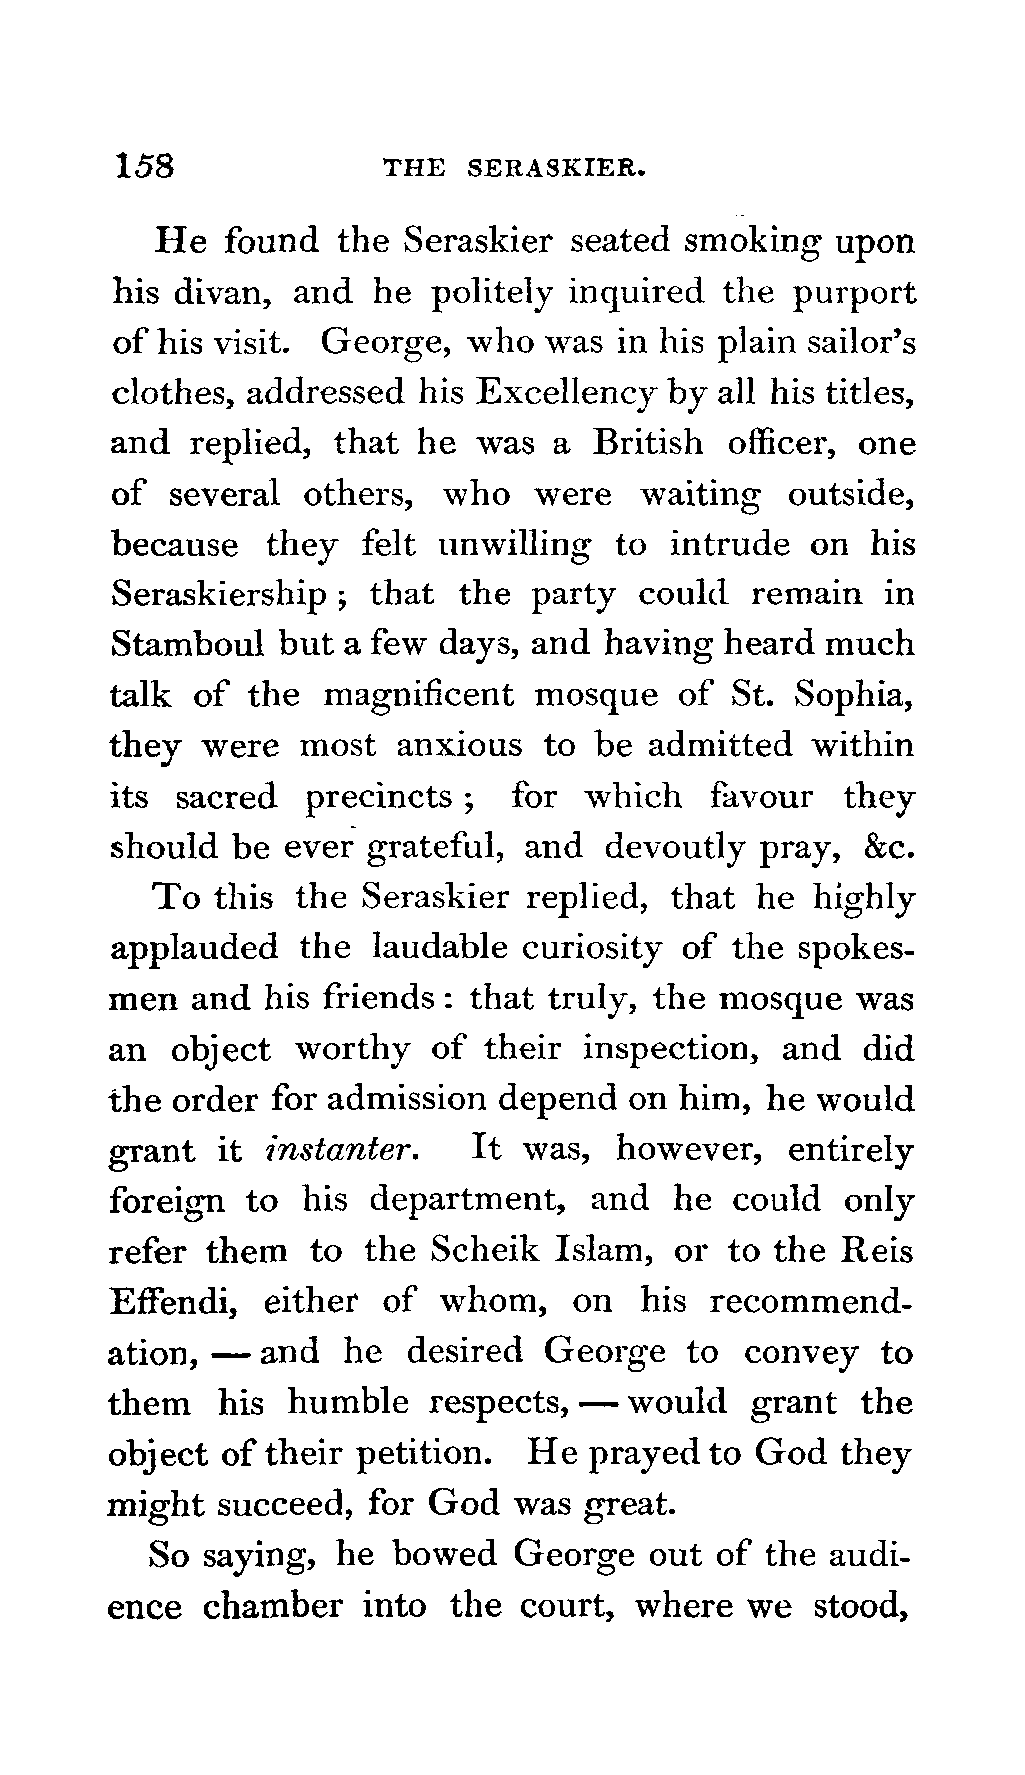 158 THE SERASKIER.
He found the Seraskier seated smoking upon
his divan, and he politely inquired the purport
of his visit. George, who was in his plain sailor's
clothes, addressed his Excellency by all his titles,
and replied, that he was a British officer, one
of several others, who were waiting outside,
because they felt unwilling to intrude on his
Seraskiership ; that the party could remain in
Stamboul but a few days, and having heard much
talk of the magnificent mosque of St. Sophia,
they were most anxious to be admitted within
its sacred precincts ; for which favour they
should be ever grateful, and devoutly pray, &c.
To this the Seraskier replied, that he highly
applauded the laudable curiosity of the spokes-
men and his friends : that truly, the mosque was
an object worthy of their inspection, and did
the order for admission depend on him, he would
grant it instanter. It was, however, entirely
foreign to his department, and he could only
refer them to the Scheik Islam, or to the Reis
Effendi, either of whom, on his recommend-
ation, — and he desired George to convey to
them his humble respects, — would grant the
object of their petition. He prayed to God they
might succeed, for God was great.
So saying, he bowed George out of the audi-
ence chamber into the court, where we stood,